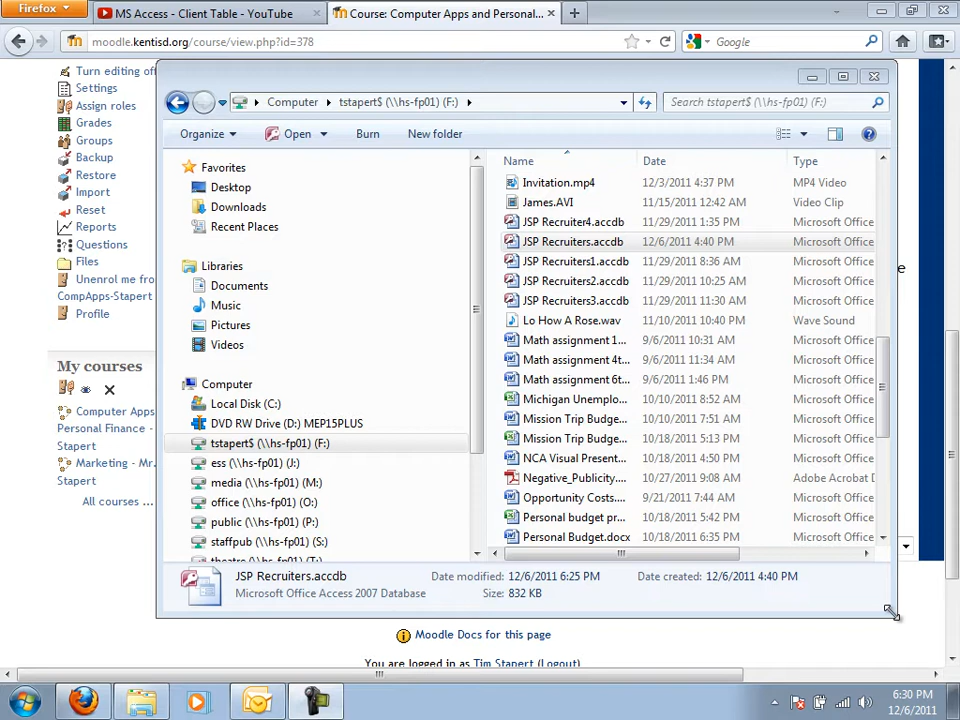 Firefox
MS Access - Client Table - YouTube
Course: Computer Apps and Personal...
moodle.kentisd.org/course/view.php?id=378
Google
Turn editing off
Settings
Assign roles
Grades
Groups
Backup
Restore
Import
Reset
Reports
Questions
Files
Unenrol me from
CompApps-Stapert
Profile
My courses
Computer Apps
Personal Finance -
Stapert
Marketing - Mr.
Stapert
All courses ...
Computer
tstapert$ (\\hs-fp01) (F:)
Search tstapert$ (\\hs-fp01) (F:)
Organize
Open
Burn
New folder
Favorites
Desktop
Downloads
Recent Places
Libraries
Documents
Music
Pictures
Videos
Computer
Local Disk (C:)
DVD RW Drive (D:) MEP15PLUS
tstapert$ (\\hs-fp01) (F:)
ess (\\hs-fp01) (J:)
media (\\hs-fp01) (M:)
office (\\hs-fp01) (O:)
public (\\hs-fp01) (P:)
staffpub (\\hs-fp01) (S:)
theatre (\\hs-fp01) (T:)
Name Date Type
Invitation.mp4 12/3/2011 4:37 PM MP4 Video
James.AVI 11/15/2011 12:42 AM Video Clip
JSP Recruiter4.accdb 11/29/2011 1:35 PM Microsoft Office
JSP Recruiters.accdb 12/6/2011 4:40 PM Microsoft Office
JSP Recruiters1.accdb 11/29/2011 8:36 AM Microsoft Office
JSP Recruiters2.accdb 11/29/2011 10:25 AM Microsoft Office
JSP Recruiters3.accdb 11/29/2011 11:30 AM Microsoft Office
Lo How A Rose.wav 11/10/2011 10:40 PM Wave Sound
Math assignment 1... 9/6/2011 10:31 AM Microsoft Office
Math assignment 4t... 9/6/2011 11:34 AM Microsoft Office
Math assignment 6t... 9/6/2011 1:46 PM Microsoft Office
Michigan Unemplo... 10/10/2011 8:52 AM Microsoft Office
Mission Trip Budge... 10/10/2011 7:51 AM Microsoft Office
Mission Trip Budge... 10/18/2011 5:13 PM Microsoft Office
NCA Visual Present... 10/18/2011 4:50 PM Microsoft Office
Negative_Publicity.... 10/27/2011 9:08 AM Adobe Acrobat D
Opportunity Costs.... 9/21/2011 7:44 AM Microsoft Office
Personal budget pr... 10/18/2011 5:42 PM Microsoft Office
Personal Budget.docx 10/18/2011 6:35 PM Microsoft Office
e
JSP Recruiters.accdb Date modified: 12/6/2011 6:25 PM Date created: 12/6/2011 4:40 PM
Microsoft Office Access 2007 Database Size: 832 KB
Moodle Docs for this page
You are logged in as Tim Stapert (Logout)
6:30 PM
12/6/2011